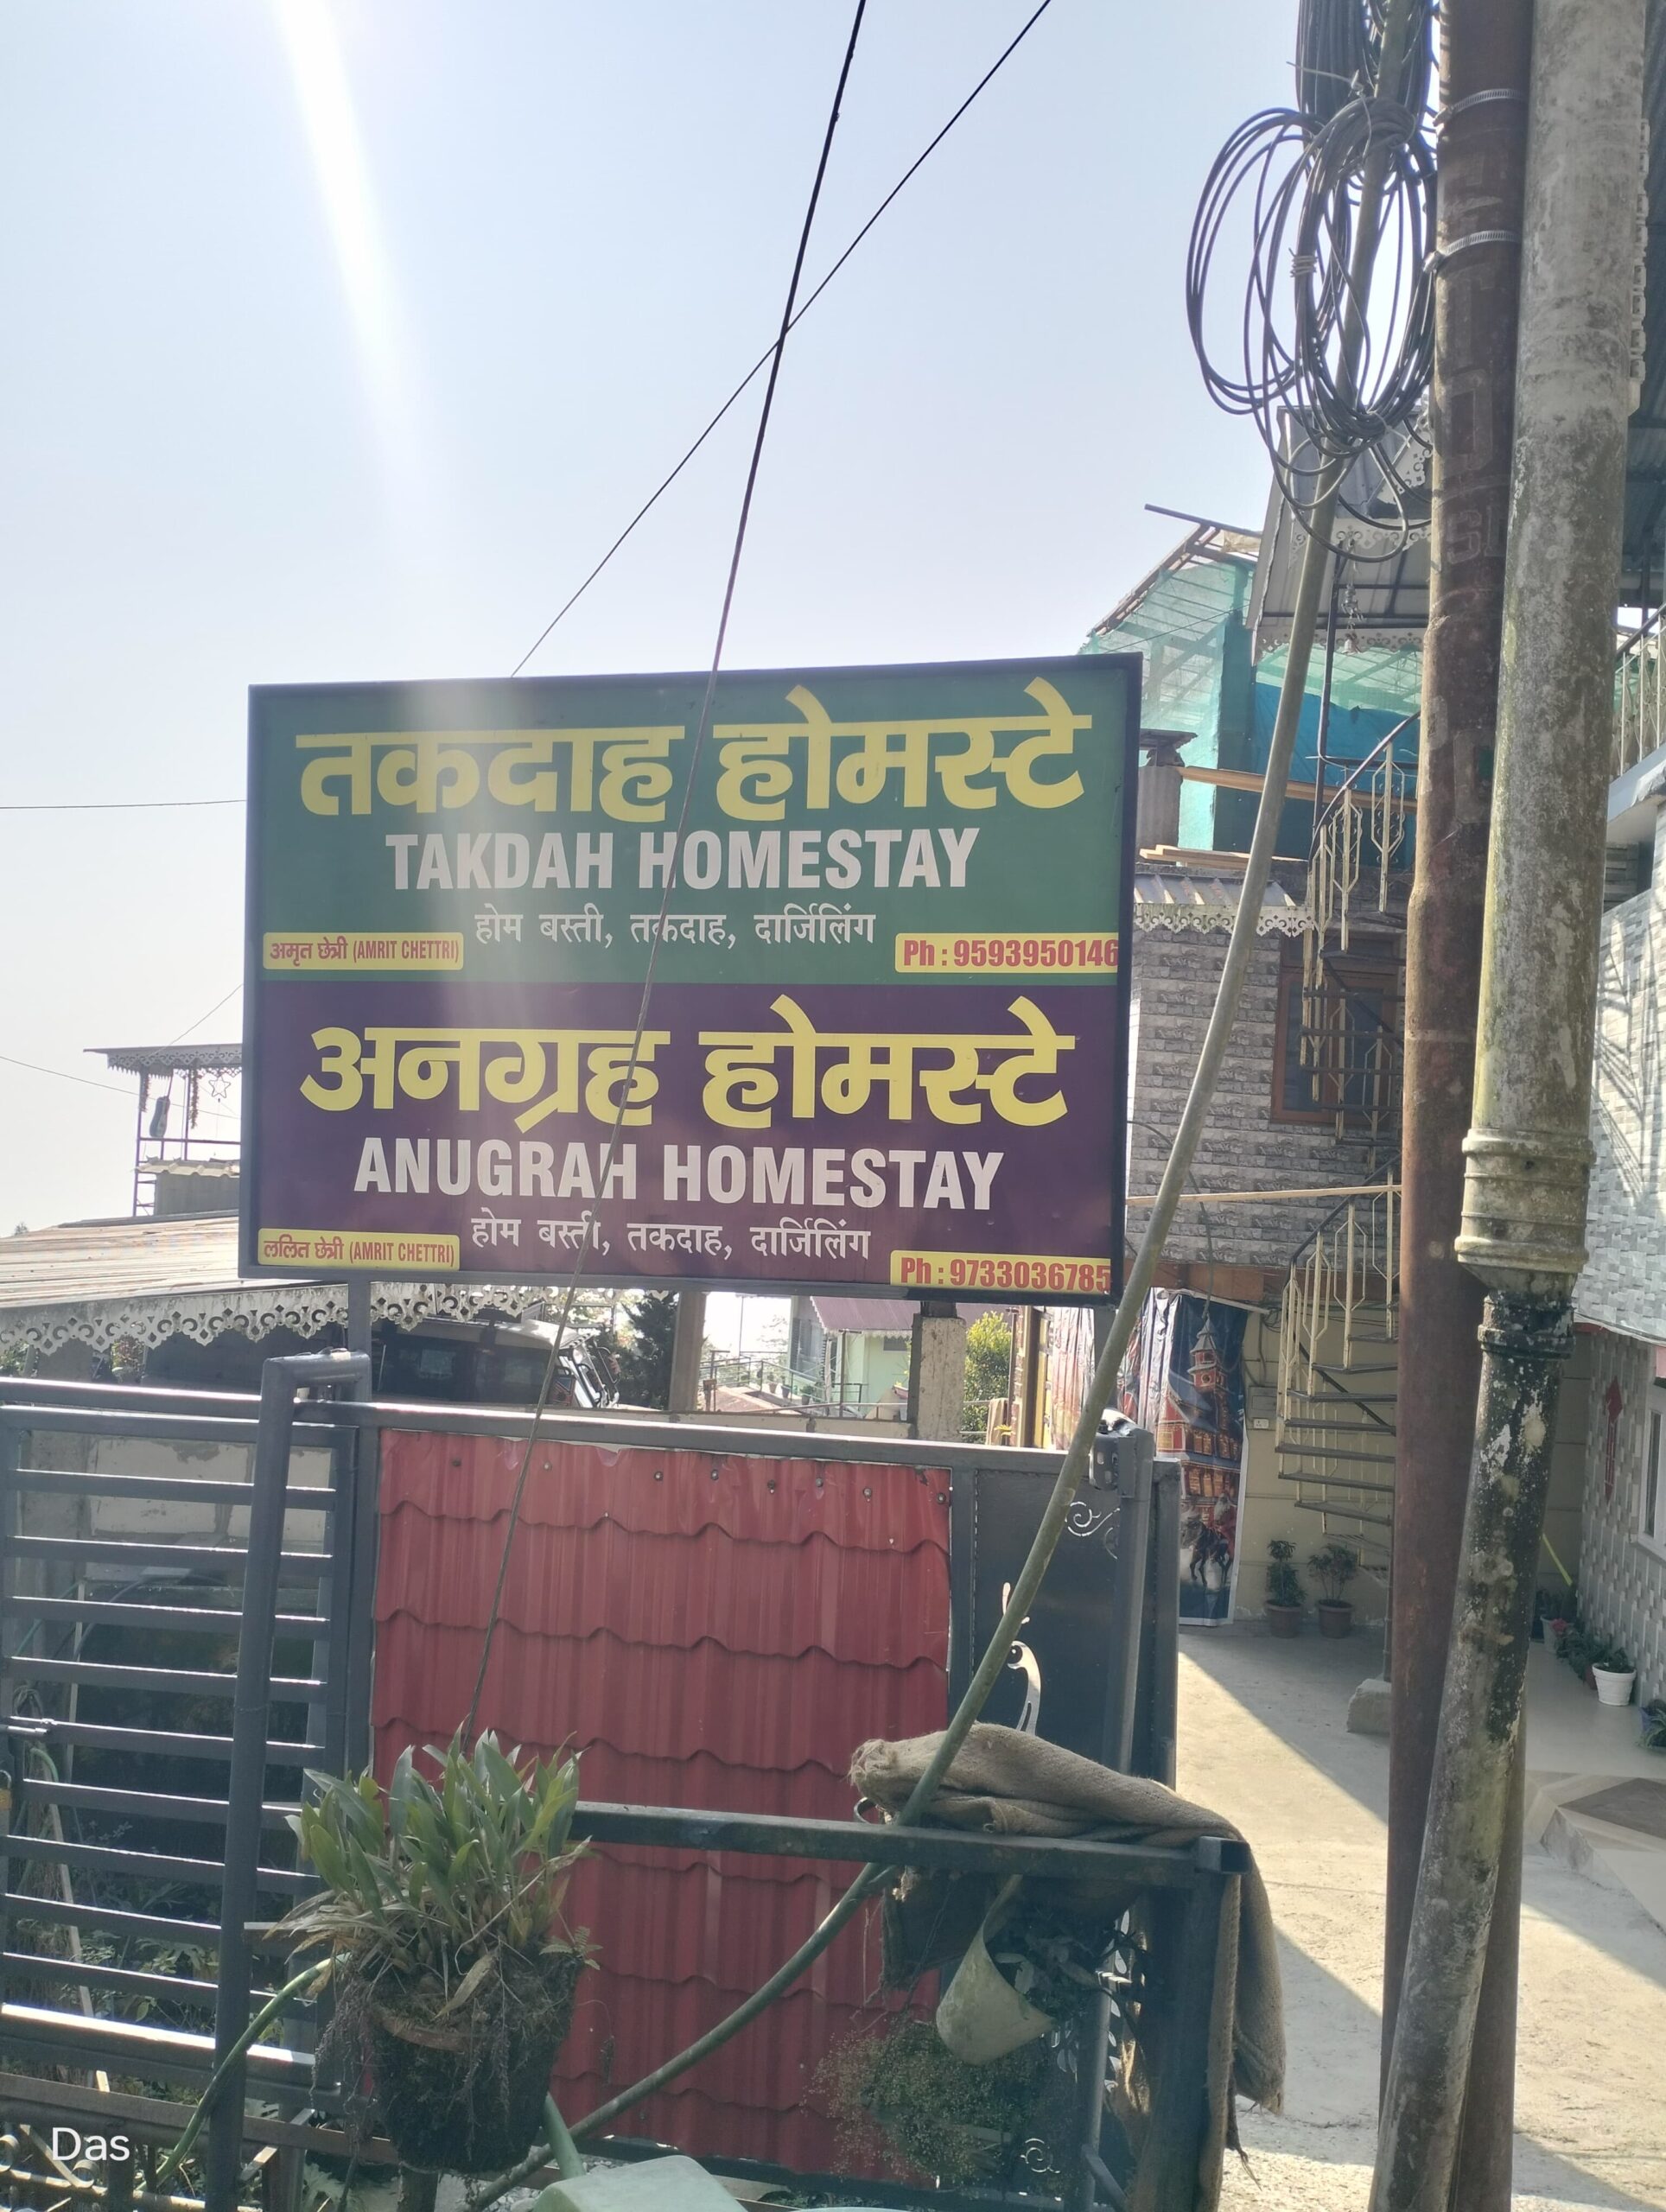 तकदाह होमस्टे
TAKDAH HOMESTAY
होम बस्ती, तकदाह, दार्जिलिंग
अमृत छेत्री (AMRIT CHETTRI)
Ph : 9593950146
अनग्रह होमस्टे
ANUGRAH HOMESTAY
होम बस्ती, तकदाह, दार्जिलिंग
ललित छेत्री (AMRIT CHETTRI)
Ph : 9733036785
Das